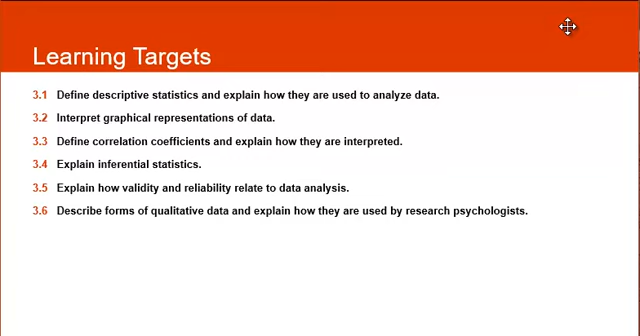 Learning Targets
3.1 Define descriptive statistics and explain how they are used to analyze data.
3.2 Interpret graphical representations of data.
3.3 Define correlation coefficients and explain how they are interpreted.
3.4 Explain inferential statistics.
3.5 Explain how validity and reliability relate to data analysis.
3.6 Describe forms of qualitative data and explain how they are used by research psychologists.